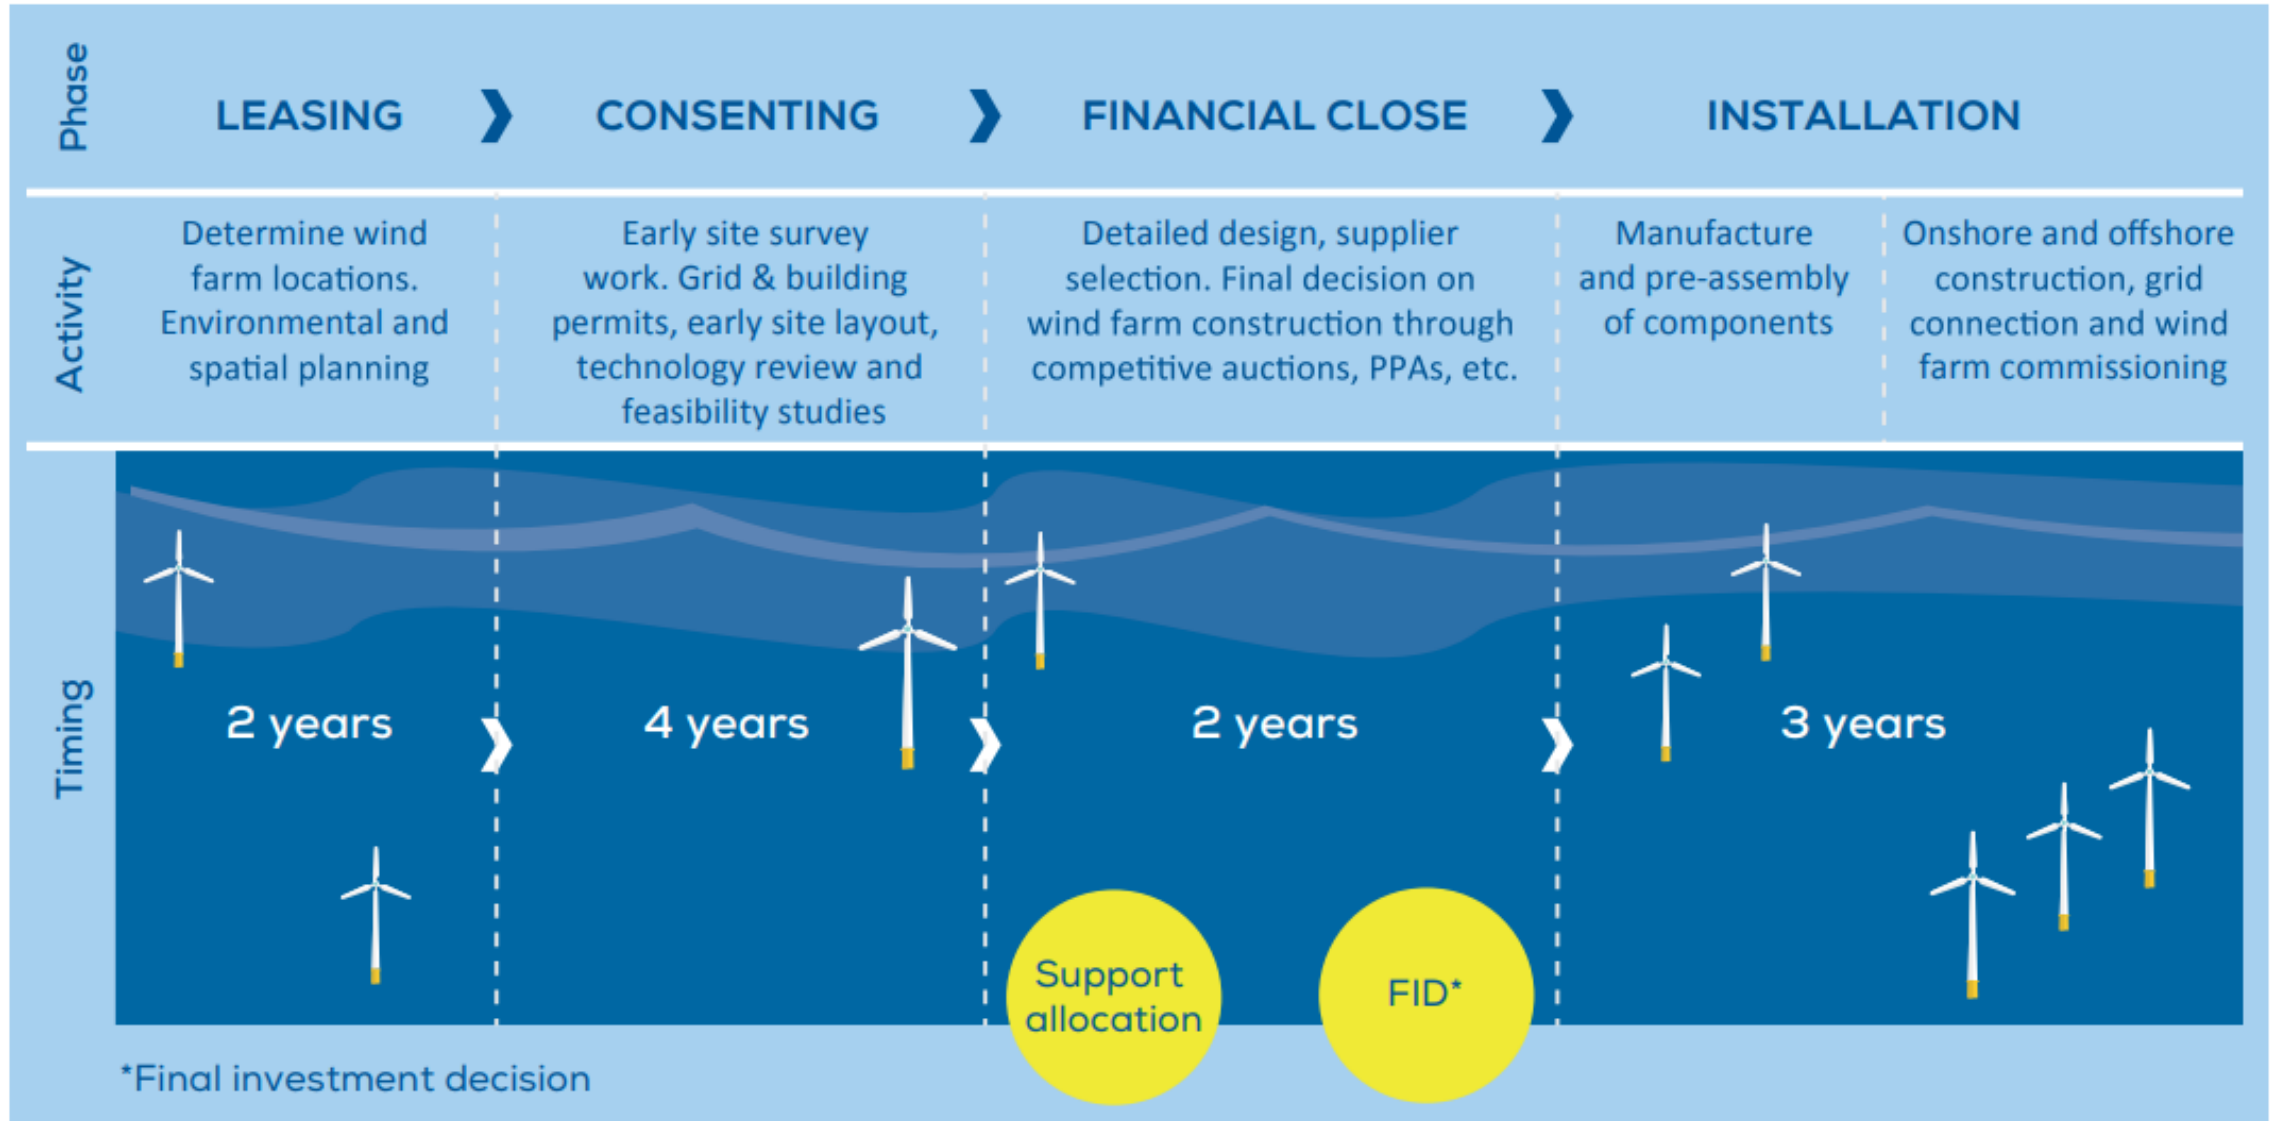 Phase
LEASING
CONSENTING
FINANCIAL CLOSE
INSTALLATION
Activity
Determine wind
farm locations.
Environmental and
spatial planning
Early site survey
work. Grid & building
permits, early site layout,
technology review and
feasibility studies
Detailed design, supplier
selection. Final decision on
wind farm construction through
competitive auctions, PPAs, etc.
Manufacture
and pre-assembly
of components
Onshore and offshore
construction, grid
connection and wind
farm commissioning
Timing
2 years
4 years
2 years
3 years
Support
allocation
FID*
*Final investment decision